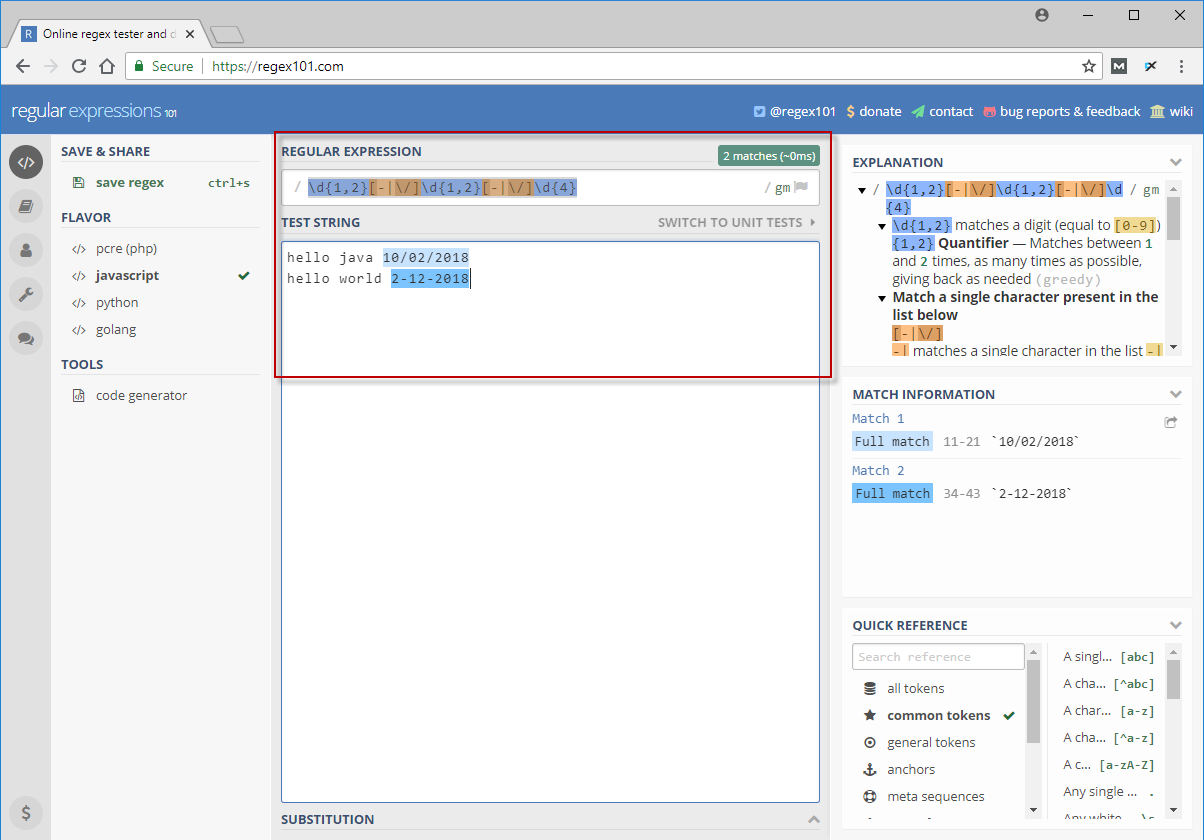 Online regex tester and d
Secure https://regex101.com
regular expressions 101
@regex101 donate contact bug reports & feedback wiki
SAVE & SHARE
save regex ctrl+s
FLAVOR
</> pcre (php)
</> javascript
</> python
</> golang
TOOLS
code generator
REGULAR EXPRESSION
2 matches (~0ms)
/ \d{1,2}[-|\/]\d{1,2}[-|\/]\d{4} / gm
TEST STRING SWITCH TO UNIT TESTS
hello java 10/02/2018
hello world 2-12-2018
SUBSTITUTION
EXPLANATION
/ \d{1,2}[-|\/]\d{1,2}[-|\/]\d / gm
{4}
\d{1,2} matches a digit (equal to [0-9])
{1,2} Quantifier — Matches between 1
and 2 times, as many times as possible,
giving back as needed (greedy)
Match a single character present in the
list below
[-|\/]
-| matches a single character in the list -|
MATCH INFORMATION
Match 1
Full match 11-21 `10/02/2018`
Match 2
Full match 34-43 `2-12-2018`
QUICK REFERENCE
Search reference
all tokens
common tokens
general tokens
anchors
meta sequences
A singl... [abc]
A cha... [^abc]
A char... [a-z]
A cha... [^a-z]
A c... [a-zA-Z]
Any single ... .